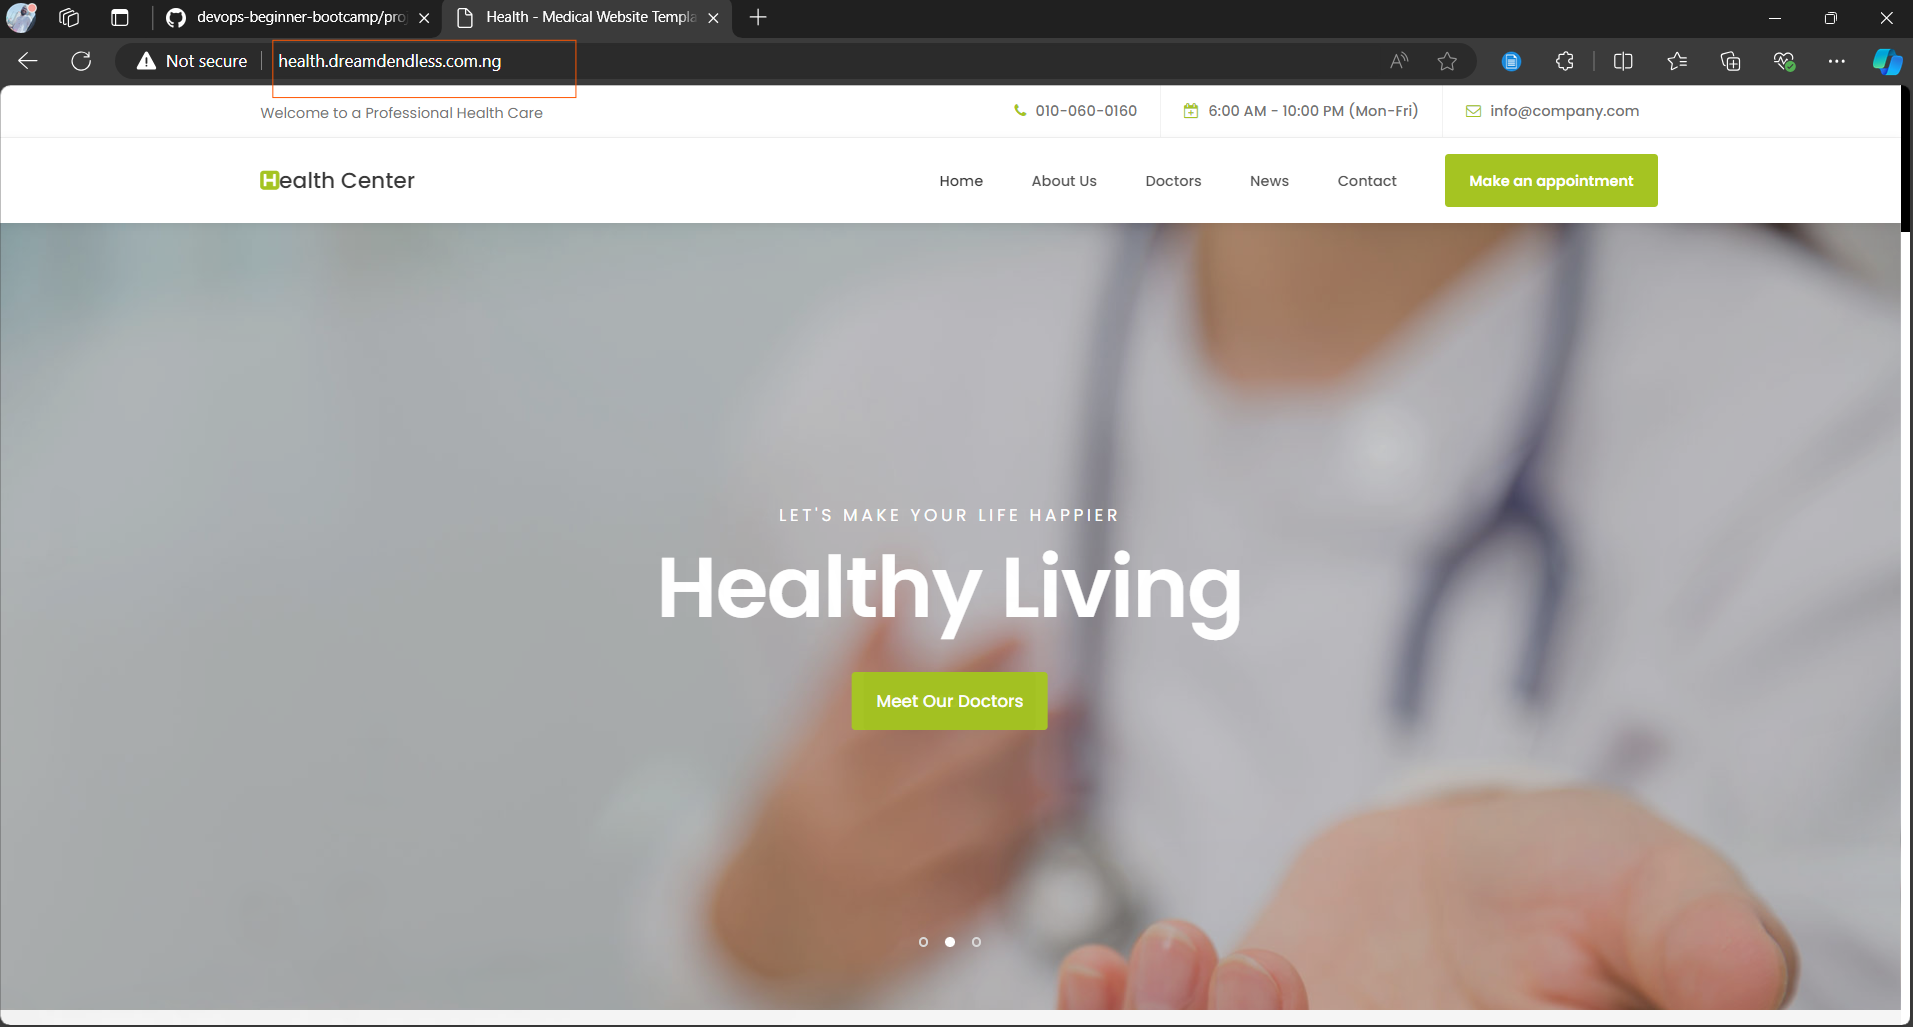 devops-beginner-bootcamp/pro
Health - Medical Website Templa
Not secure
health.dreamdendless.com.ng
Welcome to a Professional Health Care
010-060-0160
6:00 AM - 10:00 PM (Mon-Fri)
info@company.com
Health Center
Home
About Us
Doctors
News
Contact
Make an appointment
LET'S MAKE YOUR LIFE HAPPIER
Healthy Living
Meet Our Doctors